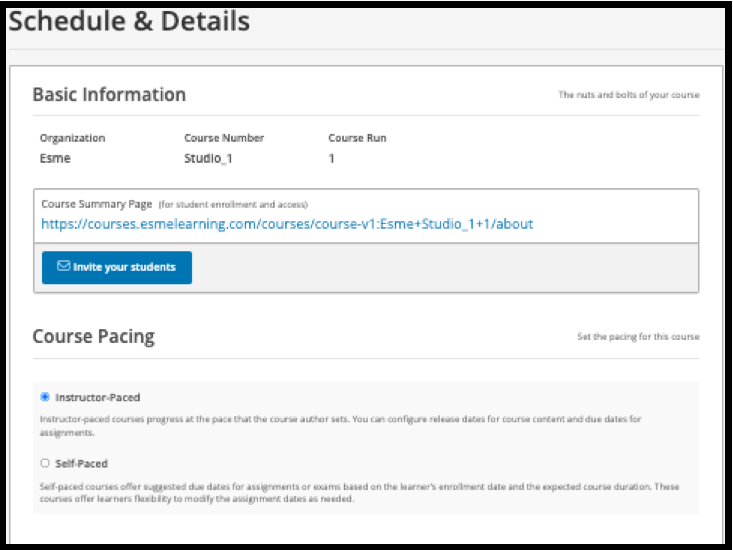 Schedule & Details
Basic Information
The nuts and bolts of your course
Organization Course Number Course Run
Esme Studio_1 1
Course Summary Page (for student enrollment and access)
https://courses.esmelearning.com/courses/course-v1:Esme+Studio_1+1/about
Invite your students
Course Pacing
Set the pacing for this course
Instructor-Paced
Instructor-paced courses progress at the pace that the course author sets. You can configure release dates for course content and due dates for
assignments.
Self-Paced
Self-paced courses offer suggested due dates for assignments or exams based on the learner's enrollment date and the expected course duration. These
courses offer learners flexibility to modify the assignment dates as needed.